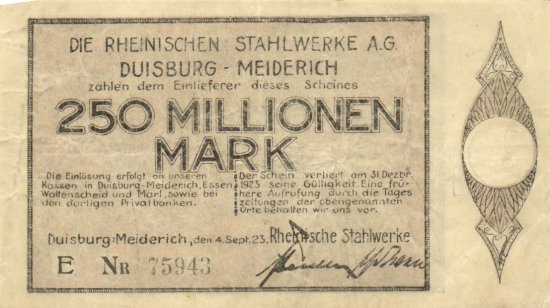 DIE RHEINISCHEN STAHLWERKE A.G.
DUISBURG - MEIDERICH
zahlen dem Einlieferer dieses Scheines
250 MILLIONEN
MARK
Die Einlösung erfolgt an unseren
Kassen in Duisburg-Meiderich, Essen,
Wattenscheid und Marl, sowie bei
den dortigen Privatbanken.
Der Schein verliert am 31 Dezbr.
1923 seine Gültigkeit. Eine frü-
here Aufrufung durch die Tages
zeitungen der obengenannten
Orte behalten wir uns vor.
Duisburg-Meiderich, den 4. Sept. 23. Rheinische Stahlwerke
E NR 75943